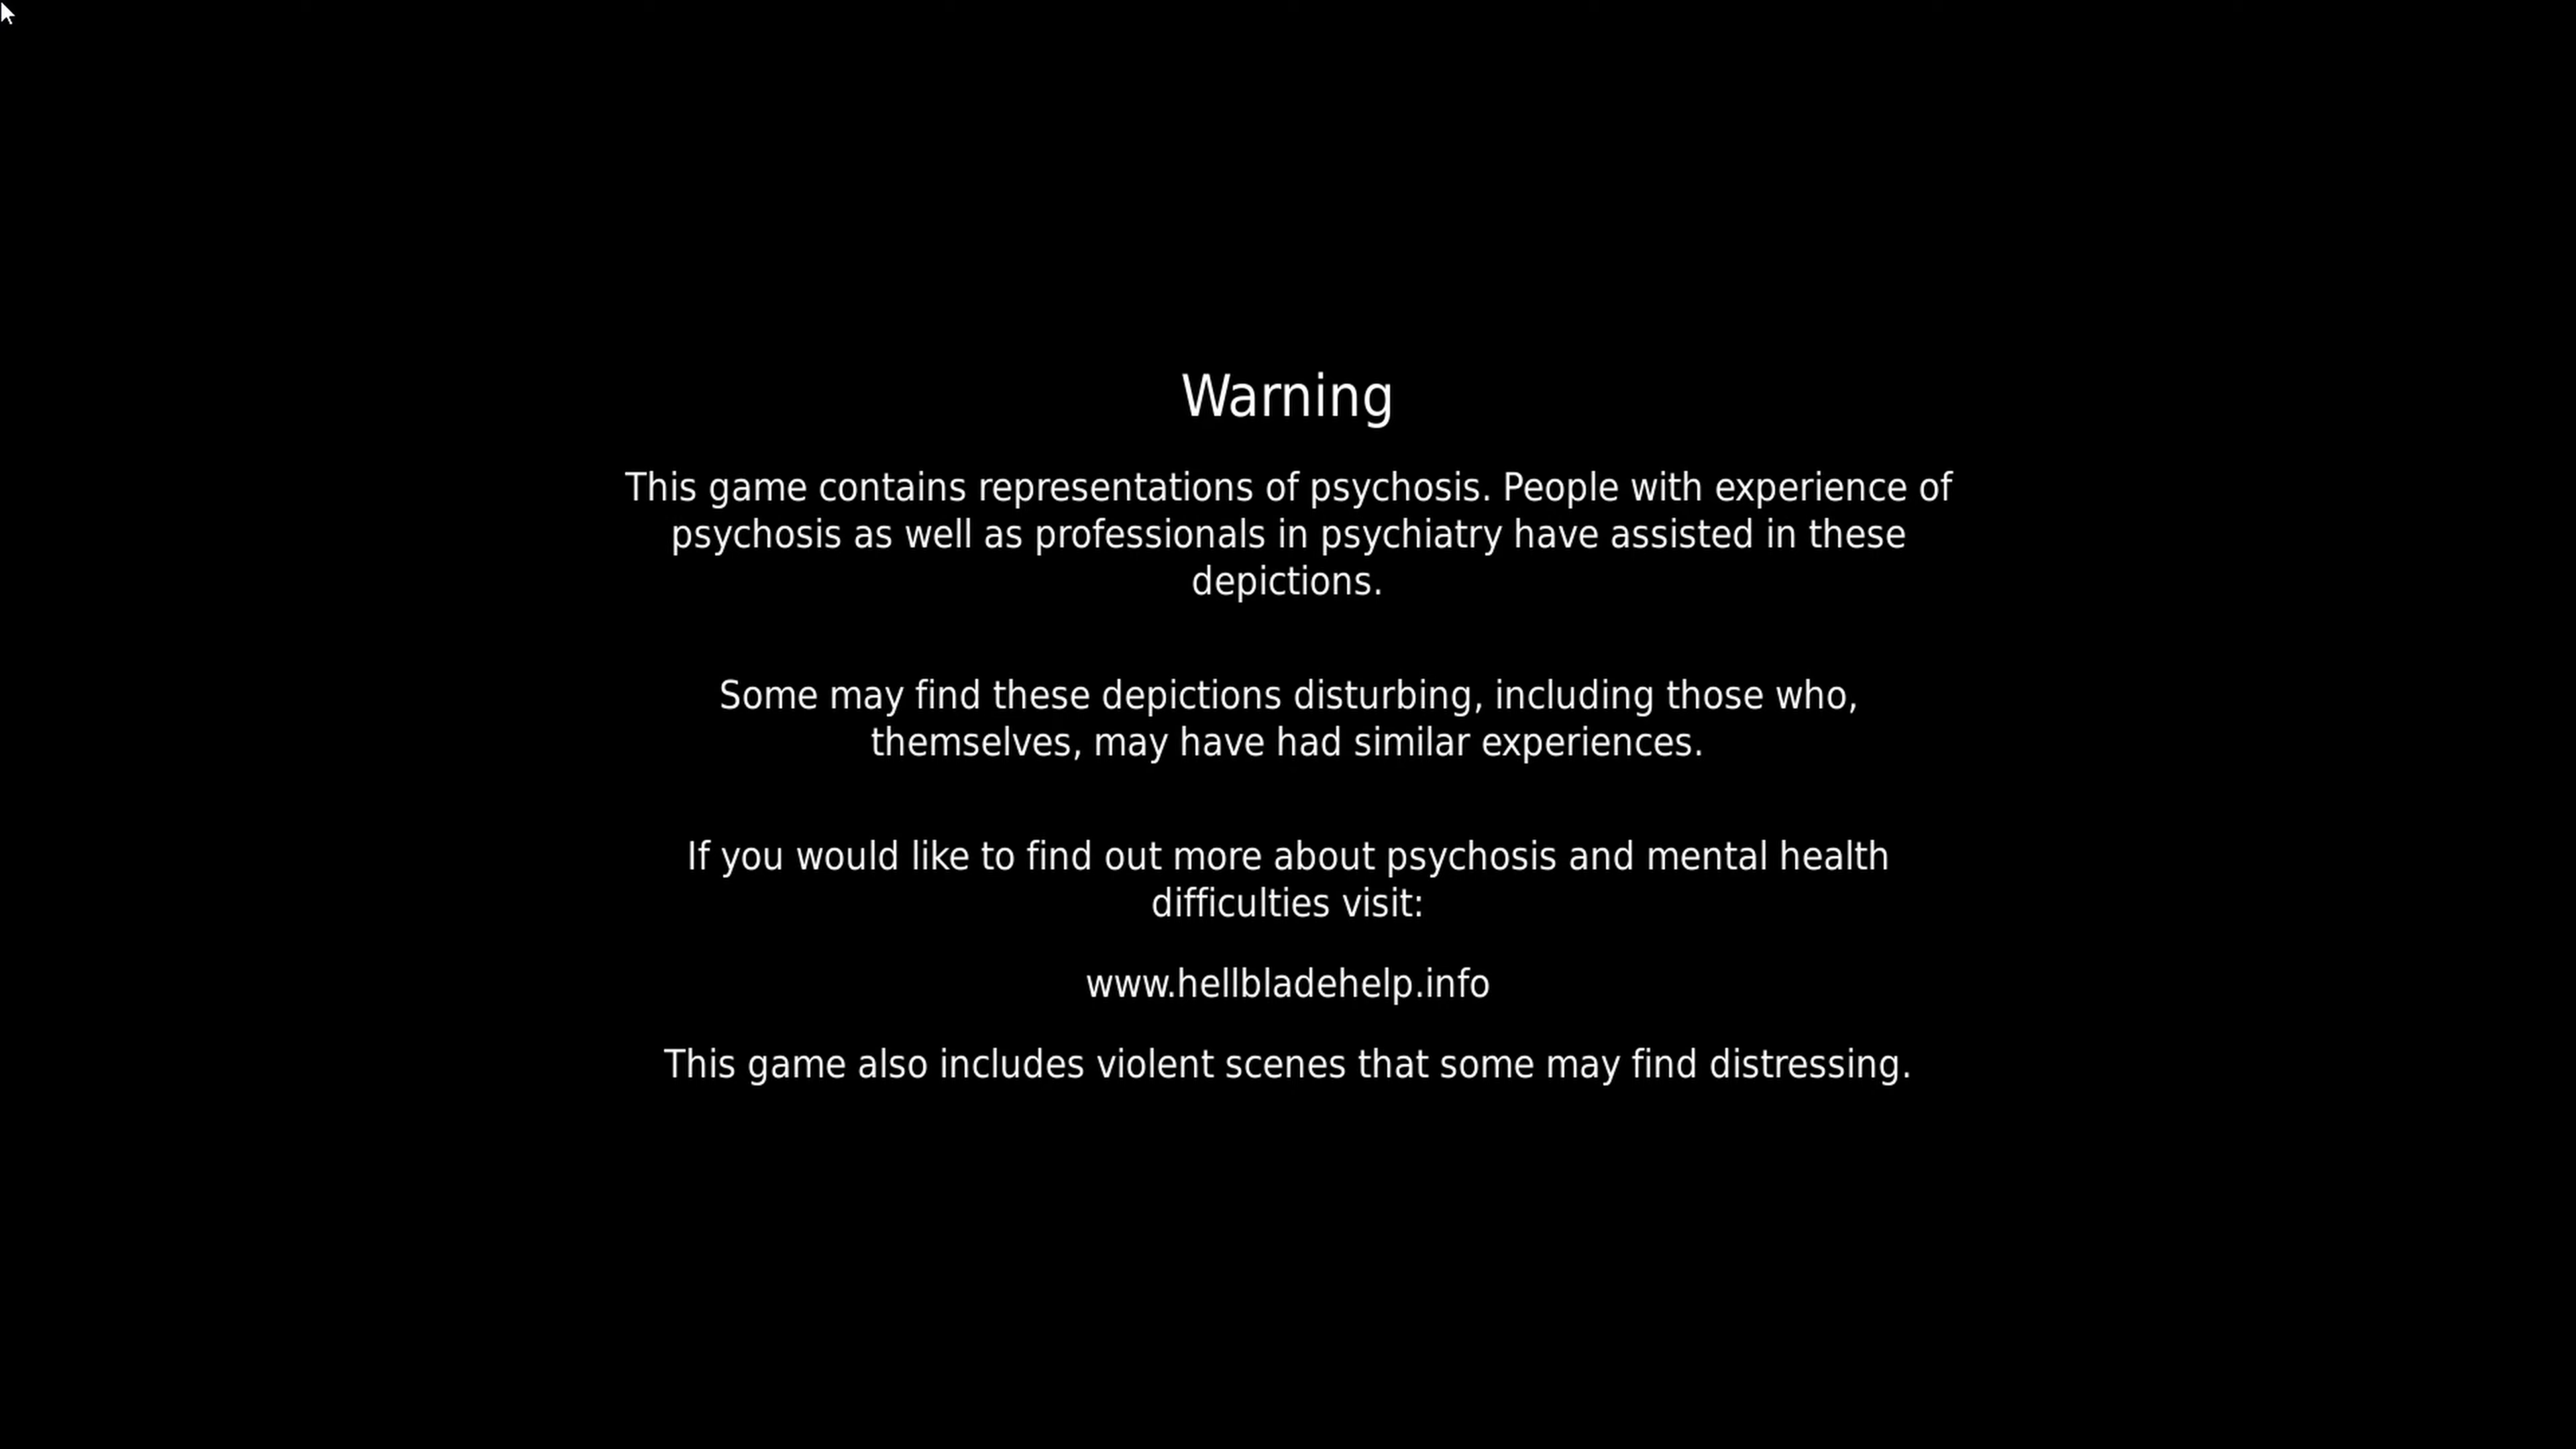 Warning
This game contains representations of psychosis. People with experience of
psychosis as well as professionals in psychiatry have assisted in these
depictions.
Some may find these depictions disturbing, including those who,
themselves, may have had similar experiences.
If you would like to find out more about psychosis and mental health
difficulties visit:
www.hellbladehelp.info
This game also includes violent scenes that some may find distressing.